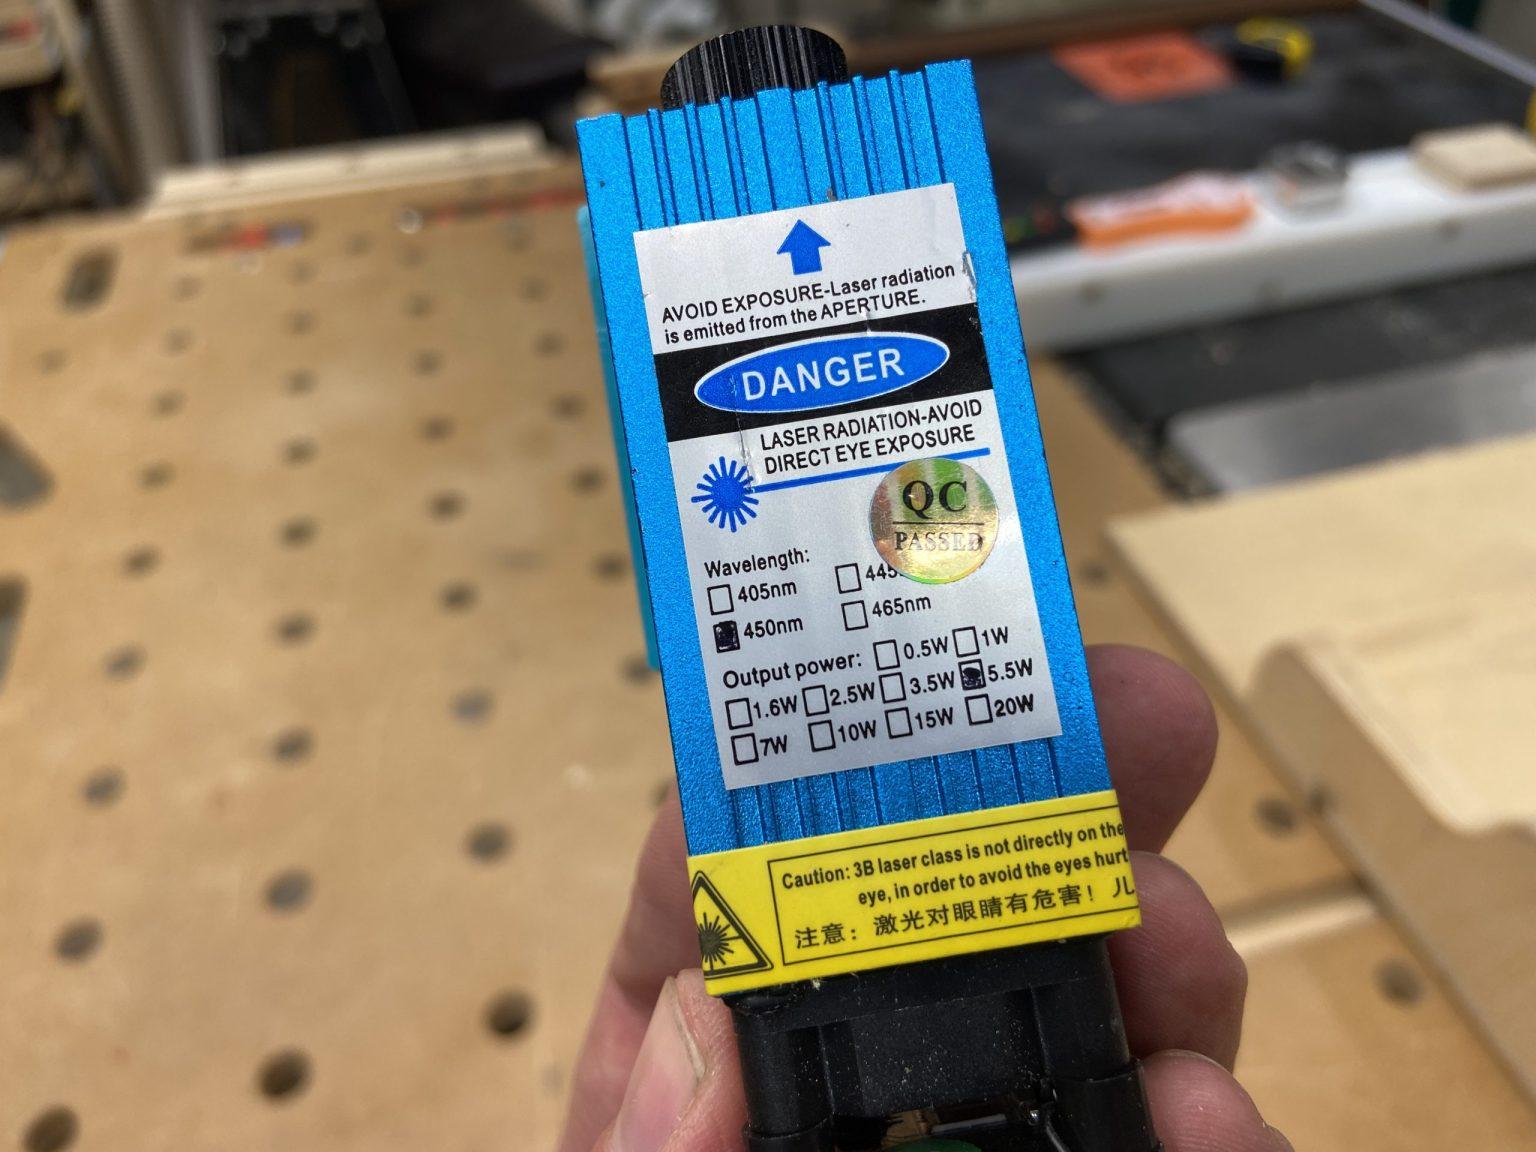 AVOID EXPOSURE-Laser radiation
is emitted from the APERTURE.
DANGER
LASER RADIATION-AVOID
DIRECT EYE EXPOSURE
QC
PASSED
Wavelength:
405nm
445
450nm
465nm
Output power: 0.5W 1W
1.6W 2.5W 3.5W 5.5W
7W 10W 15W 20W
Caution: 3B laser class is not directly on the
eye, in order to avoid the eyes hurt
注意：激光对眼睛有危害！儿